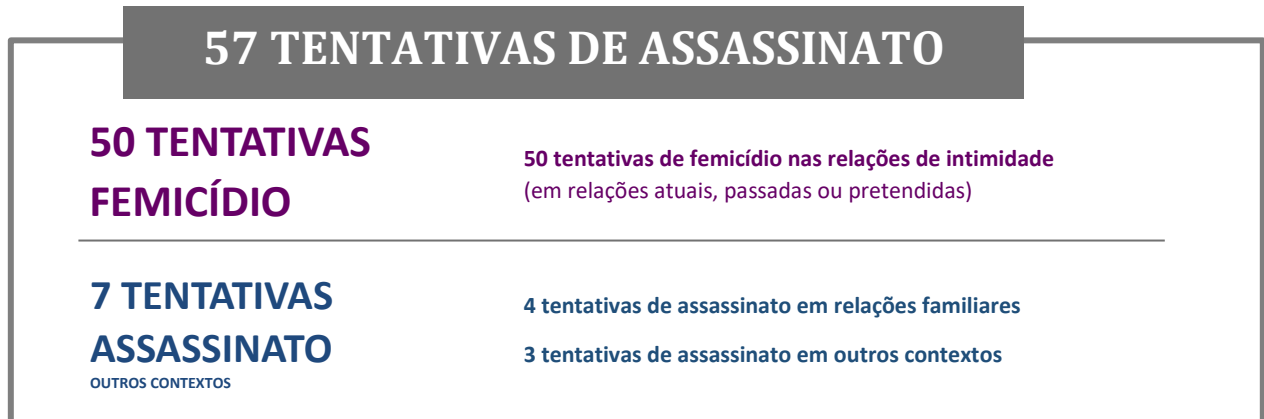 57 TENTATIVAS DE ASSASSINATO
50 TENTATIVAS
FEMICÍDIO
50 tentativas de femicídio nas relações de intimidade
(em relações atuais, passadas ou pretendidas)
7 TENTATIVAS
ASSASSINATO
OUTROS CONTEXTOS
4 tentativas de assassinato em relações familiares
3 tentativas de assassinato em outros contextos